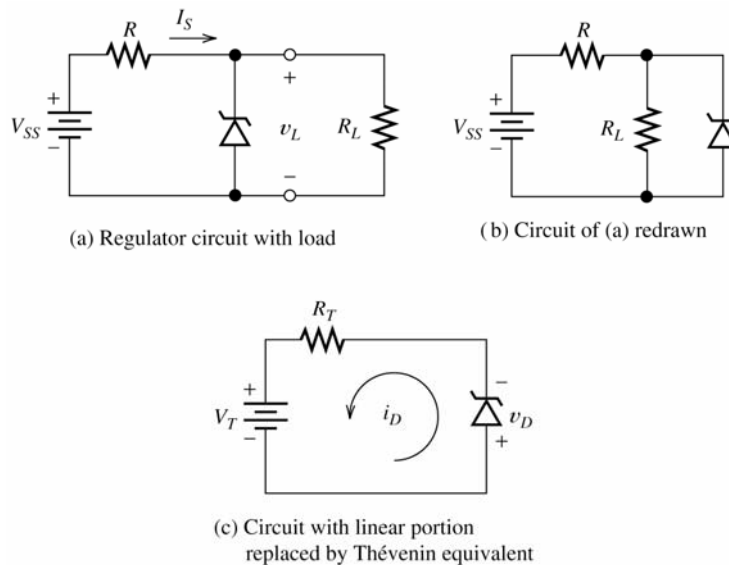 R
I_S
+
V_SS
−
+
v_L
−
R_L
(a) Regulator circuit with load
R
+
V_SS
−
R_L
(b) Circuit of (a) redrawn
R_T
+
V_T
−
i_D
−
v_D
+
(c) Circuit with linear portion
replaced by Thévenin equivalent